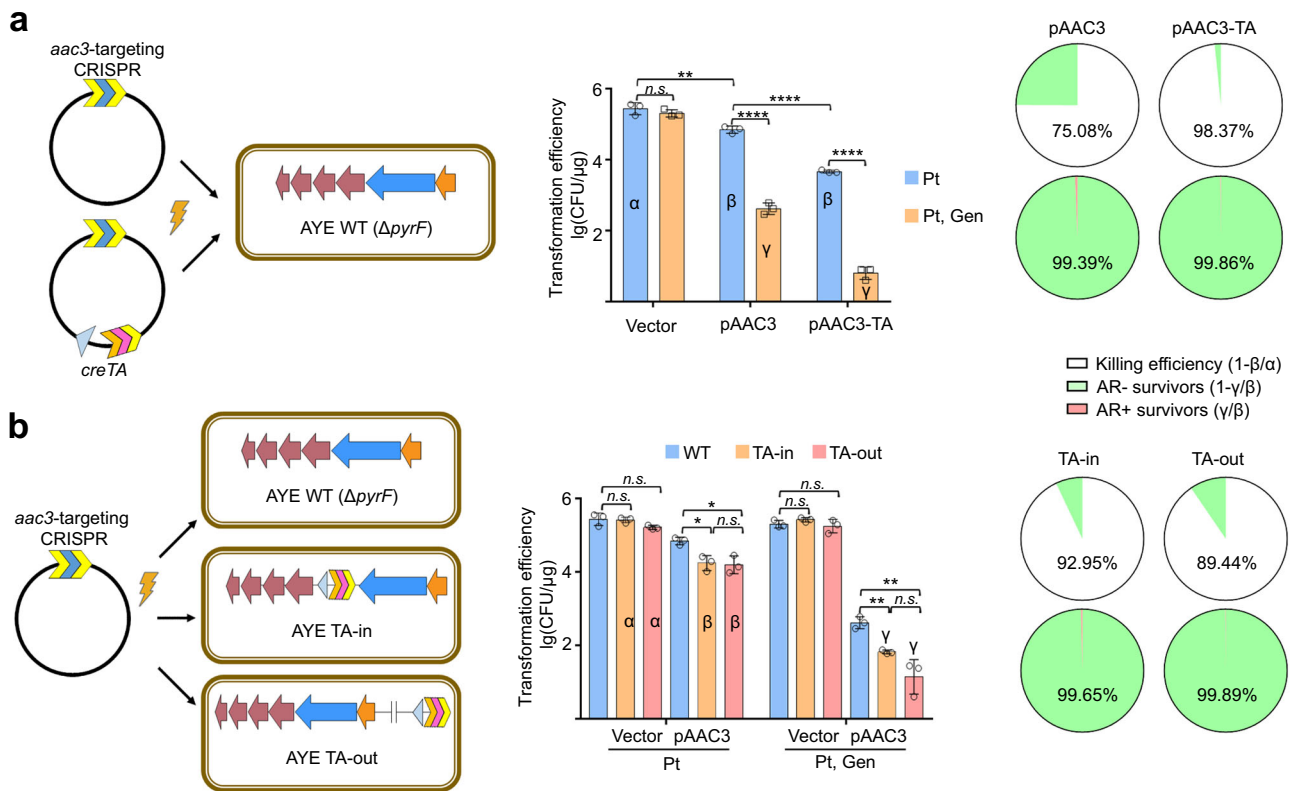 a
aac3-targeting
CRISPR
creTA
AYE WT (ΔpyrF)
Transformation efficiency
lg(CFU/μg)
6
4
2
**
n.s.
****
****
****
α
β
γ
β
γ
Vector
pAAC3
pAAC3-TA
Pt
Pt, Gen
pAAC3
pAAC3-TA
75.08%
98.37%
99.39%
99.86%
Killing efficiency (1-β/α)
AR- survivors (1-γ/β)
AR+ survivors (γ/β)
b
aac3-targeting
CRISPR
AYE WT (ΔpyrF)
AYE TA-in
AYE TA-out
WT
TA-in
TA-out
Transformation efficiency
lg(CFU/μg)
6
4
2
n.s.
n.s.
*
*
n.s.
n.s.
n.s.
**
**
n.s.
α
α
β
β
γ
γ
Vector pAAC3
Vector pAAC3
Pt
Pt, Gen
TA-in
TA-out
92.95%
89.44%
99.65%
99.89%